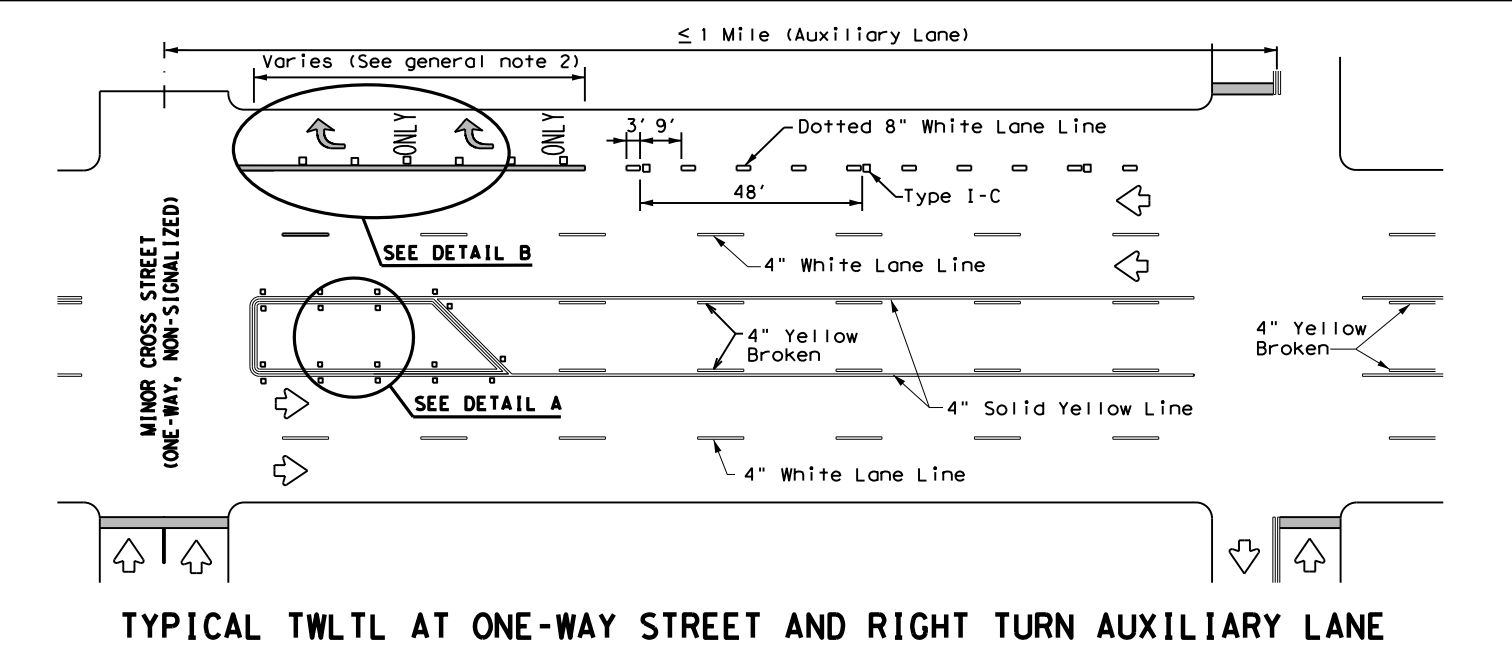 ≤ 1 Mile (Auxiliary Lane)
Varies (See general note 2)
ONLY
ONLY
3' 9'
Dotted 8" White Lane Line
48'
Type I-C
SEE DETAIL B
4" White Lane Line
MINOR CROSS STREET
(ONE-WAY, NON-SIGNALIZED)
4" Yellow
Broken
4" Yellow
Broken
SEE DETAIL A
4" Solid Yellow Line
4" White Lane Line
TYPICAL TWLTL AT ONE-WAY STREET AND RIGHT TURN AUXILIARY LANE